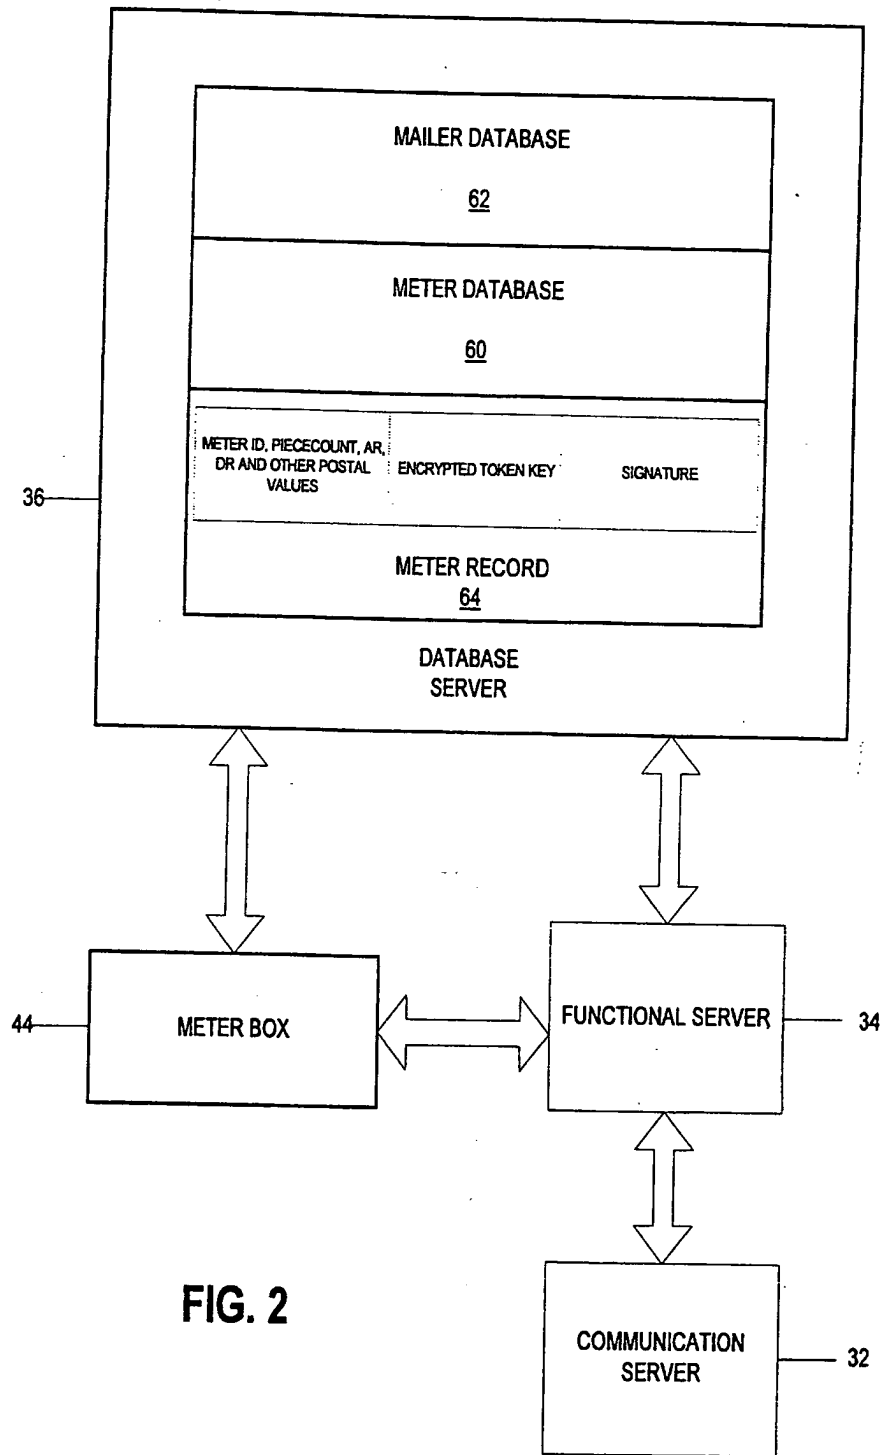 MAILER DATABASE
62
METER DATABASE
60
METER ID, PIECECOUNT, AR,
DR AND OTHER POSTAL
VALUES
ENCRYPTED TOKEN KEY
SIGNATURE
METER RECORD
64
DATABASE
SERVER
36
44
METER BOX
FUNCTIONAL SERVER
34
FIG. 2
COMMUNICATION
SERVER
32